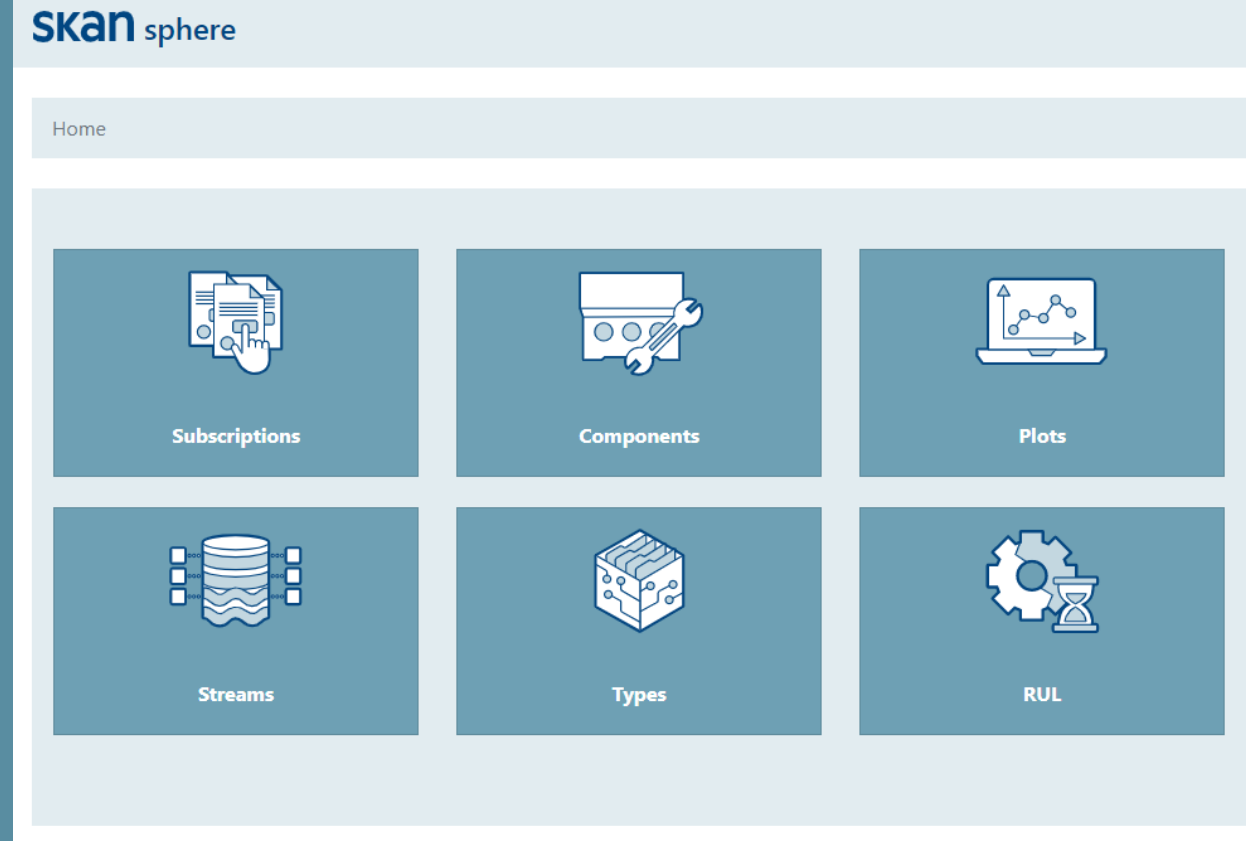 skan sphere
Home
Subscriptions
Components
Plots
Streams
Types
RUL